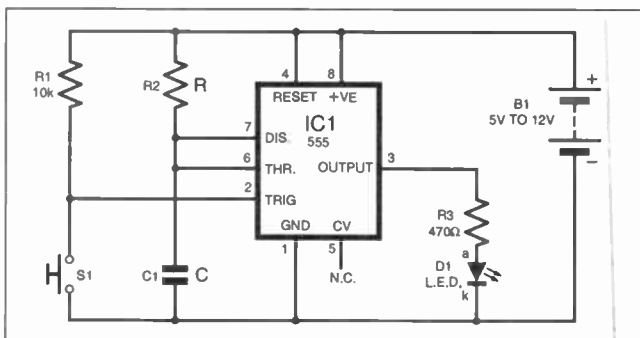 R1
10k
R2
R
4
8
RESET
+VE
IC1
555
7
DIS.
6
THR.
OUTPUT
3
2
TRIG
GND
CV
1
5
N.C.
S1
C1
C
R3
470Ω
a
D1
L.E.D.
k
B1
5V TO 12V
+
−